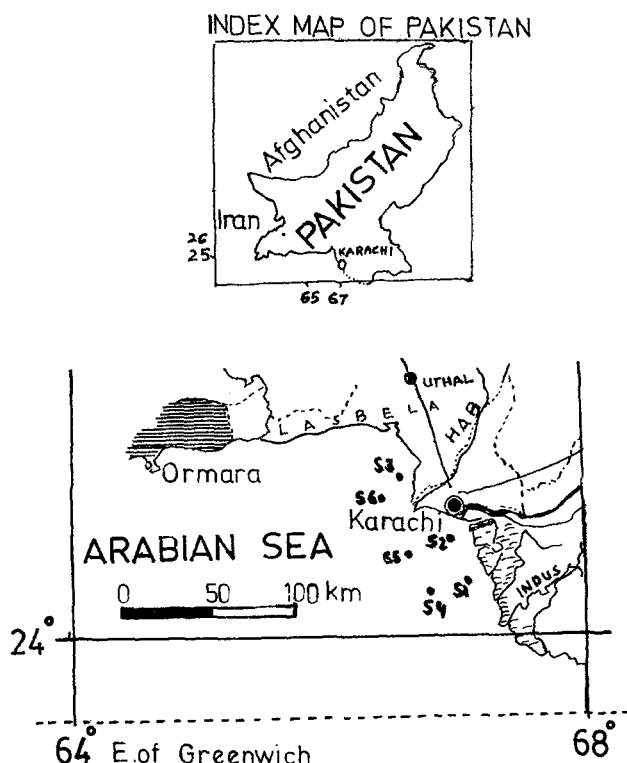 INDEX MAP OF PAKISTAN
Afghanistan
PAKISTAN
Iran
KARACHI
26
25
65 67
UTHAL
LASBELA
HAB
Ormara
S3
S6
Karachi
S2
S5
ARABIAN SEA
0 50 100 km
S1
S4
INDUS
24°
64° E.of Greenwich 68°